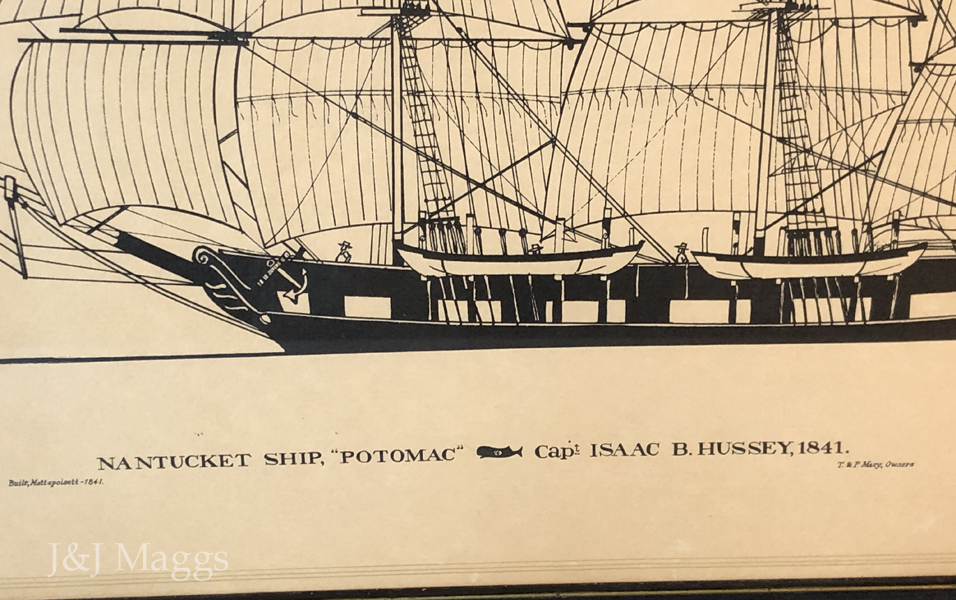 NANTUCKET SHIP, "POTOMAC" Capt ISAAC B. HUSSEY, 1841.
T. & P Macy, Owners
Built, Mattapoisett - 1841.
J&J Maggs